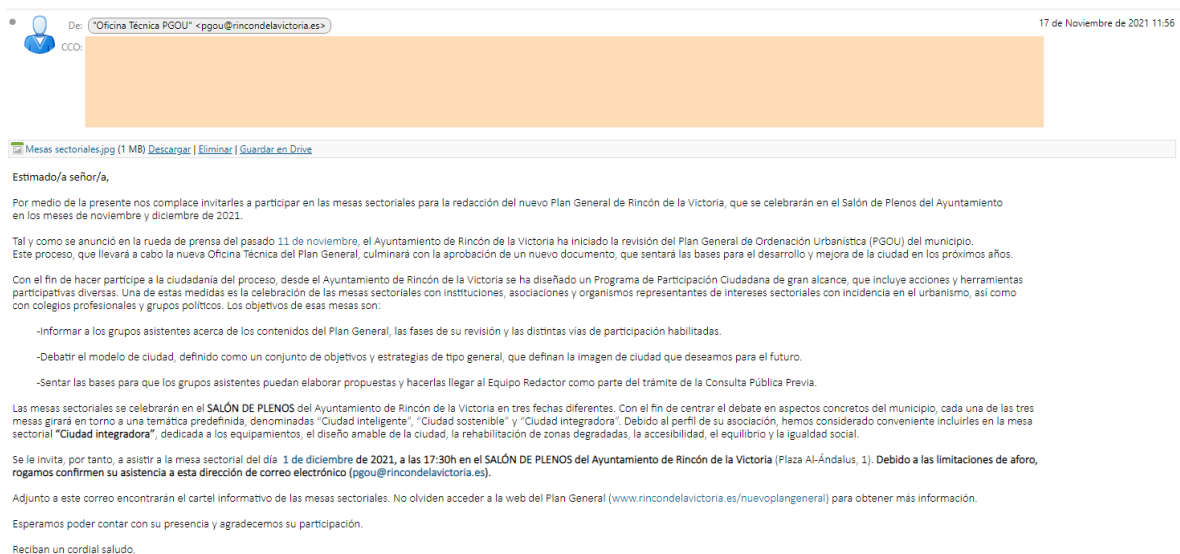 De: "Oficina Técnica PGOU" <pgou@rincondelavictoria.es>
17 de Noviembre de 2021 11:56
CCO:
Mesas sectoriales.jpg (1 MB) Descargar | Eliminar | Guardar en Drive
Estimado/a señor/a,
Por medio de la presente nos complace invitarles a participar en las mesas sectoriales para la redacción del nuevo Plan General de Rincón de la Victoria, que se celebrarán en el Salón de Plenos del Ayuntamiento
en los meses de noviembre y diciembre de 2021.
Tal y como se anunció en la rueda de prensa del pasado 11 de noviembre, el Ayuntamiento de Rincón de la Victoria ha iniciado la revisión del Plan General de Ordenación Urbanística (PGOU) del municipio.
Este proceso, que llevará a cabo la nueva Oficina Técnica del Plan General, culminará con la aprobación de un nuevo documento, que sentará las bases para el desarrollo y mejora de la ciudad en los próximos años.
Con el fin de hacer partícipe a la ciudadanía del proceso, desde el Ayuntamiento de Rincón de la Victoria se ha diseñado un Programa de Participación Ciudadana de gran alcance, que incluye acciones y herramientas
participativas diversas. Una de estas medidas es la celebración de las mesas sectoriales con instituciones, asociaciones y organismos representantes de intereses sectoriales con incidencia en el urbanismo, así como
con colegios profesionales y grupos políticos. Los objetivos de esas mesas son:
-Informar a los grupos asistentes acerca de los contenidos del Plan General, las fases de su revisión y las distintas vías de participación habilitadas.
-Debatir el modelo de ciudad, definido como un conjunto de objetivos y estrategias de tipo general, que definan la imagen de ciudad que deseamos para el futuro.
-Sentar las bases para que los grupos asistentes puedan elaborar propuestas y hacerlas llegar al Equipo Redactor como parte del trámite de la Consulta Pública Previa.
Las mesas sectoriales se celebrarán en el SALÓN DE PLENOS del Ayuntamiento de Rincón de la Victoria en tres fechas diferentes. Con el fin de centrar el debate en aspectos concretos del municipio, cada una de las tres
mesas girará en torno a una temática predefinida, denominadas “Ciudad inteligente”, “Ciudad sostenible” y “Ciudad integradora”. Debido al perfil de su asociación, hemos considerado conveniente incluirles en la mesa
sectorial “Ciudad integradora”, dedicada a los equipamientos, el diseño amable de la ciudad, la rehabilitación de zonas degradadas, la accesibilidad, el equilibrio y la igualdad social.
Se le invita, por tanto, a asistir a la mesa sectorial del día 1 de diciembre de 2021, a las 17:30h en el SALÓN DE PLENOS del Ayuntamiento de Rincón de la Victoria (Plaza Al-Ándalus, 1). Debido a las limitaciones de aforo,
rogamos confirmen su asistencia a esta dirección de correo electrónico (pgou@rincondelavictoria.es).
Adjunto a este correo encontrarán el cartel informativo de las mesas sectoriales. No olviden acceder a la web del Plan General (www.rincondelavictoria.es/nuevoplangeneral) para obtener más información.
Esperamos poder contar con su presencia y agradecemos su participación.
Reciban un cordial saludo,